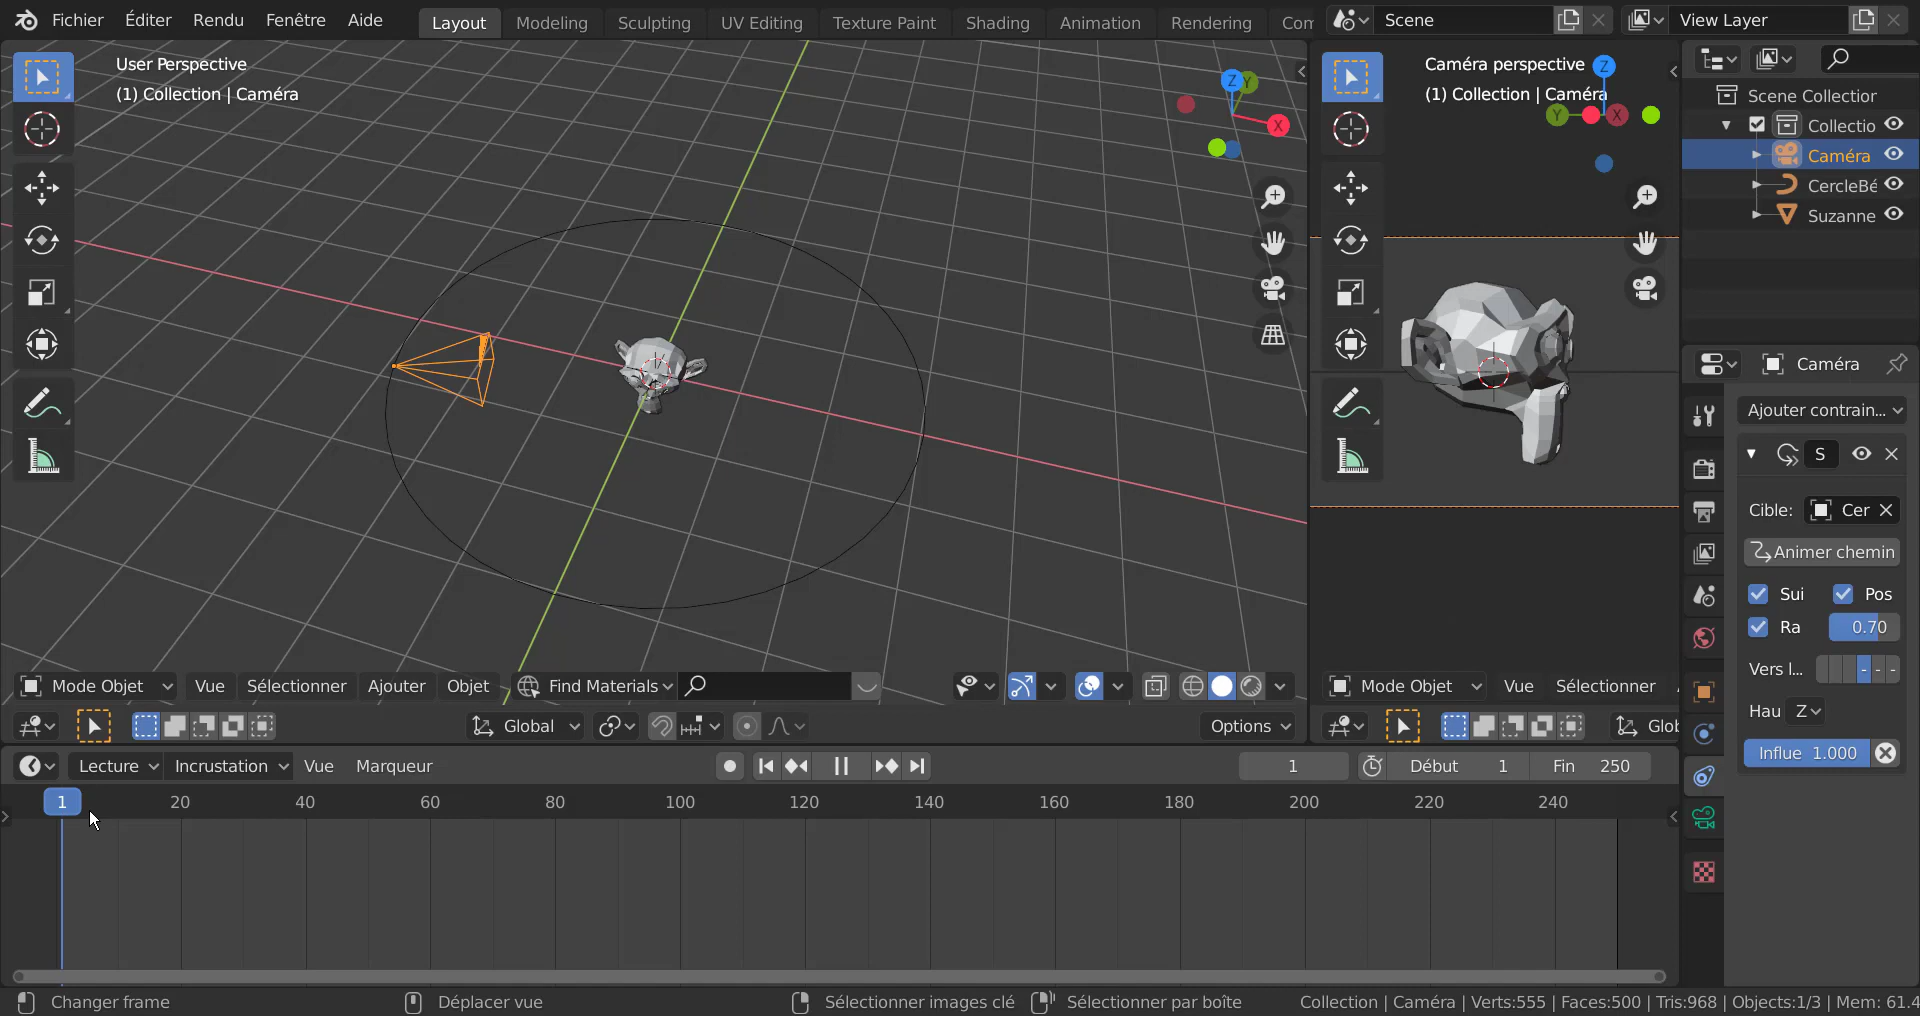 Fichier Éditer Rendu Fenêtre Aide Layout Modeling Sculpting UV Editing Texture Paint Shading Animation Rendering Com Scene View Layer
User Perspective
(1) Collection | Caméra
Z Y
X
Caméra perspective Z
(1) Collection | Caméra
Y X
Scene Collection
Collectio
Caméra
CercleBé
Suzanne
Caméra
Ajouter contrain...
S
Cible: Cer
Animer chemin
Sui Pos
Ra 0.70
Vers l... - - -
Hau Z
Influe 1.000
Mode Objet Vue Sélectionner Ajouter Objet Find Materials
Mode Objet Vue Sélectionner
Global Options
Glob
Lecture Incrustation Vue Marqueur 1 Début 1 Fin 250
1 20 40 60 80 100 120 140 160 180 200 220 240
Changer frame Déplacer vue Sélectionner images clé Sélectionner par boîte Collection | Caméra | Verts:555 | Faces:500 | Tris:968 | Objects:1/3 | Mem: 61.4